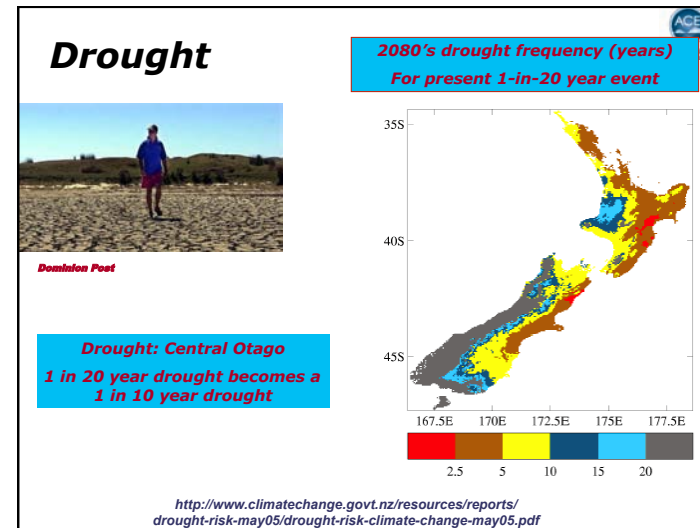 ACE
Drought
2080's drought frequency (years)
For present 1-in-20 year event
Dominion Post
Drought: Central Otago
1 in 20 year drought becomes a
1 in 10 year drought
35S
40S
45S
167.5E 170E 172.5E 175E 177.5E
2.5 5 10 15 20
http://www.climatechange.govt.nz/resources/reports/
drought-risk-may05/drought-risk-climate-change-may05.pdf